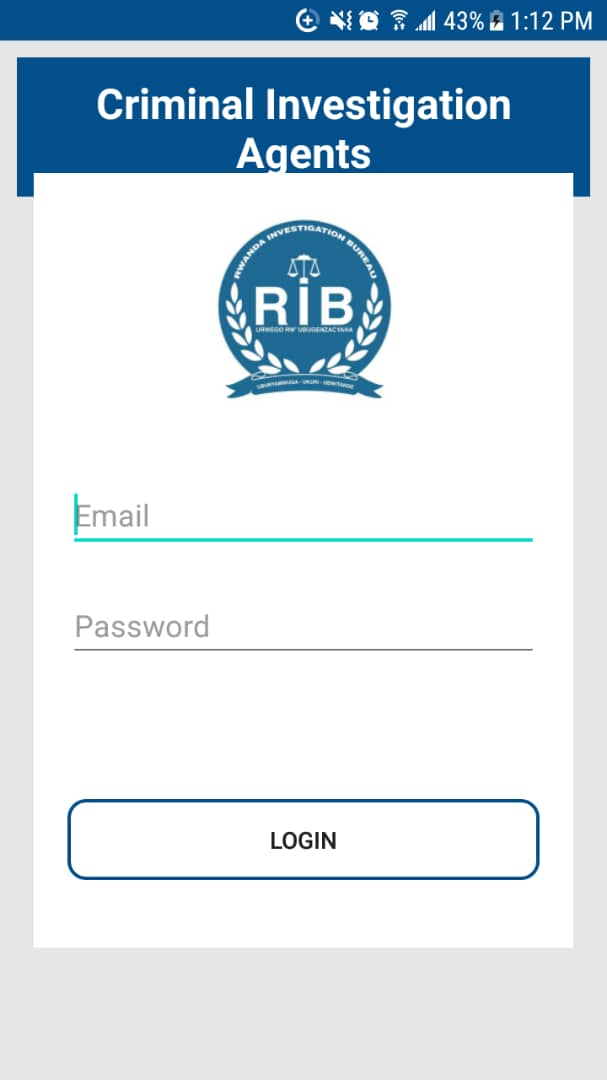 43% 1:12 PM
Criminal Investigation
Agents
RWANDA INVESTIGATION BUREAU
RIB
URWEGO RW' UBUGENZACYAHA
Email
Password
LOGIN